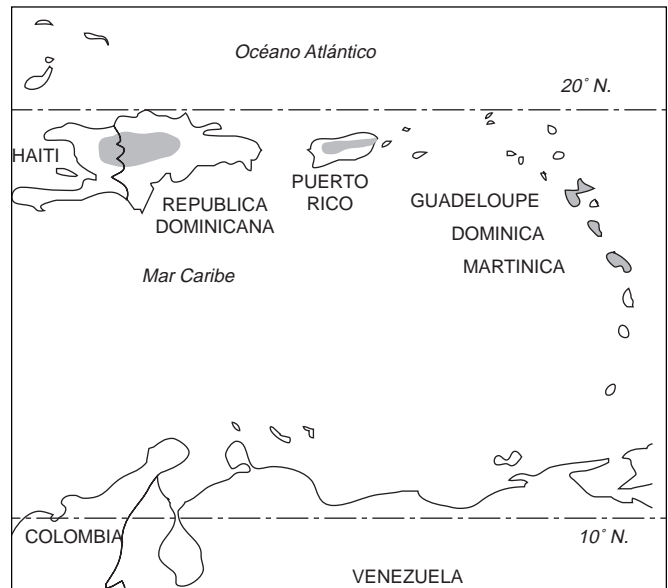 Océano Atlántico
20° N.
HAITI
REPUBLICA
DOMINICANA
PUERTO
RICO
GUADELOUPE
DOMINICA
MARTINICA
Mar Caribe
COLOMBIA
10° N.
VENEZUELA